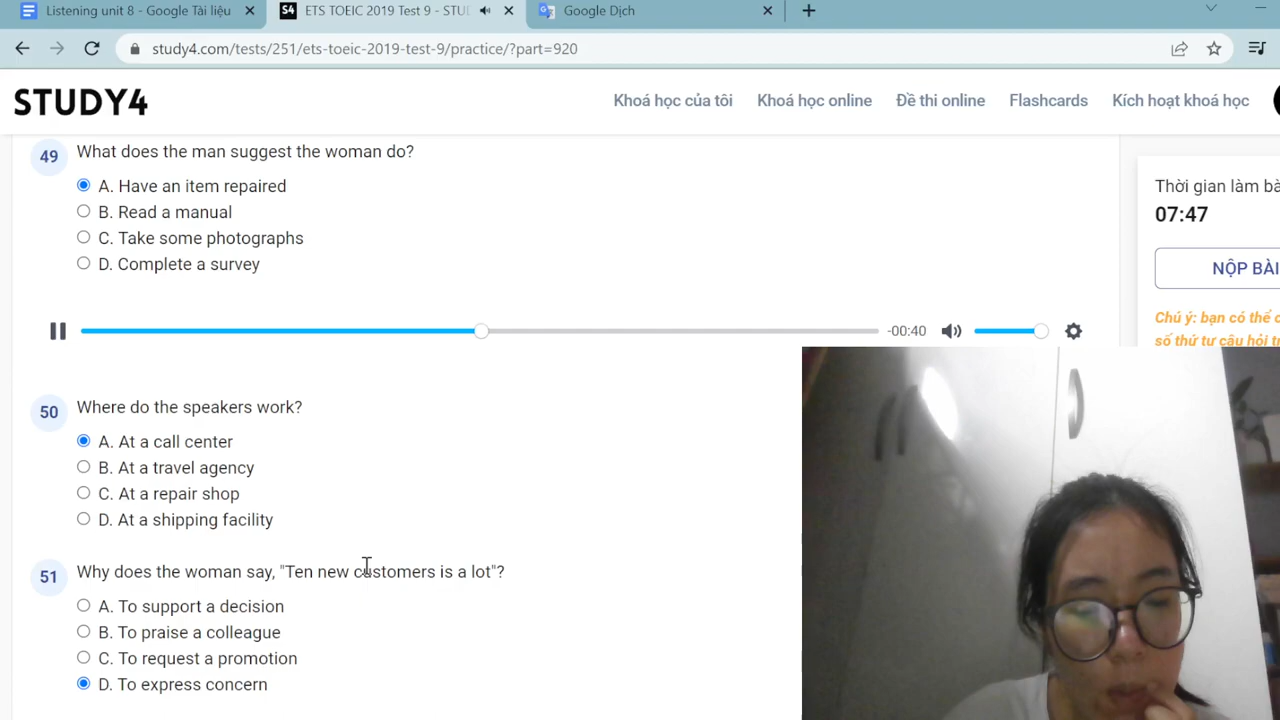 Listening unit 8 - Google Tài liệu
S4 ETS TOEIC 2019 Test 9 - STUI
Google Dịch
study4.com/tests/251/ets-toeic-2019-test-9/practice/?part=920
STUDY4
Khoá học của tôi
Khoá học online
Đề thi online
Flashcards
Kích hoạt khoá học
49 What does the man suggest the woman do?
A. Have an item repaired
B. Read a manual
C. Take some photographs
D. Complete a survey
-00:40
50 Where do the speakers work?
A. At a call center
B. At a travel agency
C. At a repair shop
D. At a shipping facility
51 Why does the woman say, "Ten new customers is a lot"?
A. To support a decision
B. To praise a colleague
C. To request a promotion
D. To express concern
Thời gian làm bà
07:47
NỘP BÀI
Chú ý: bạn có thể c
số thứ tự câu hỏi tr